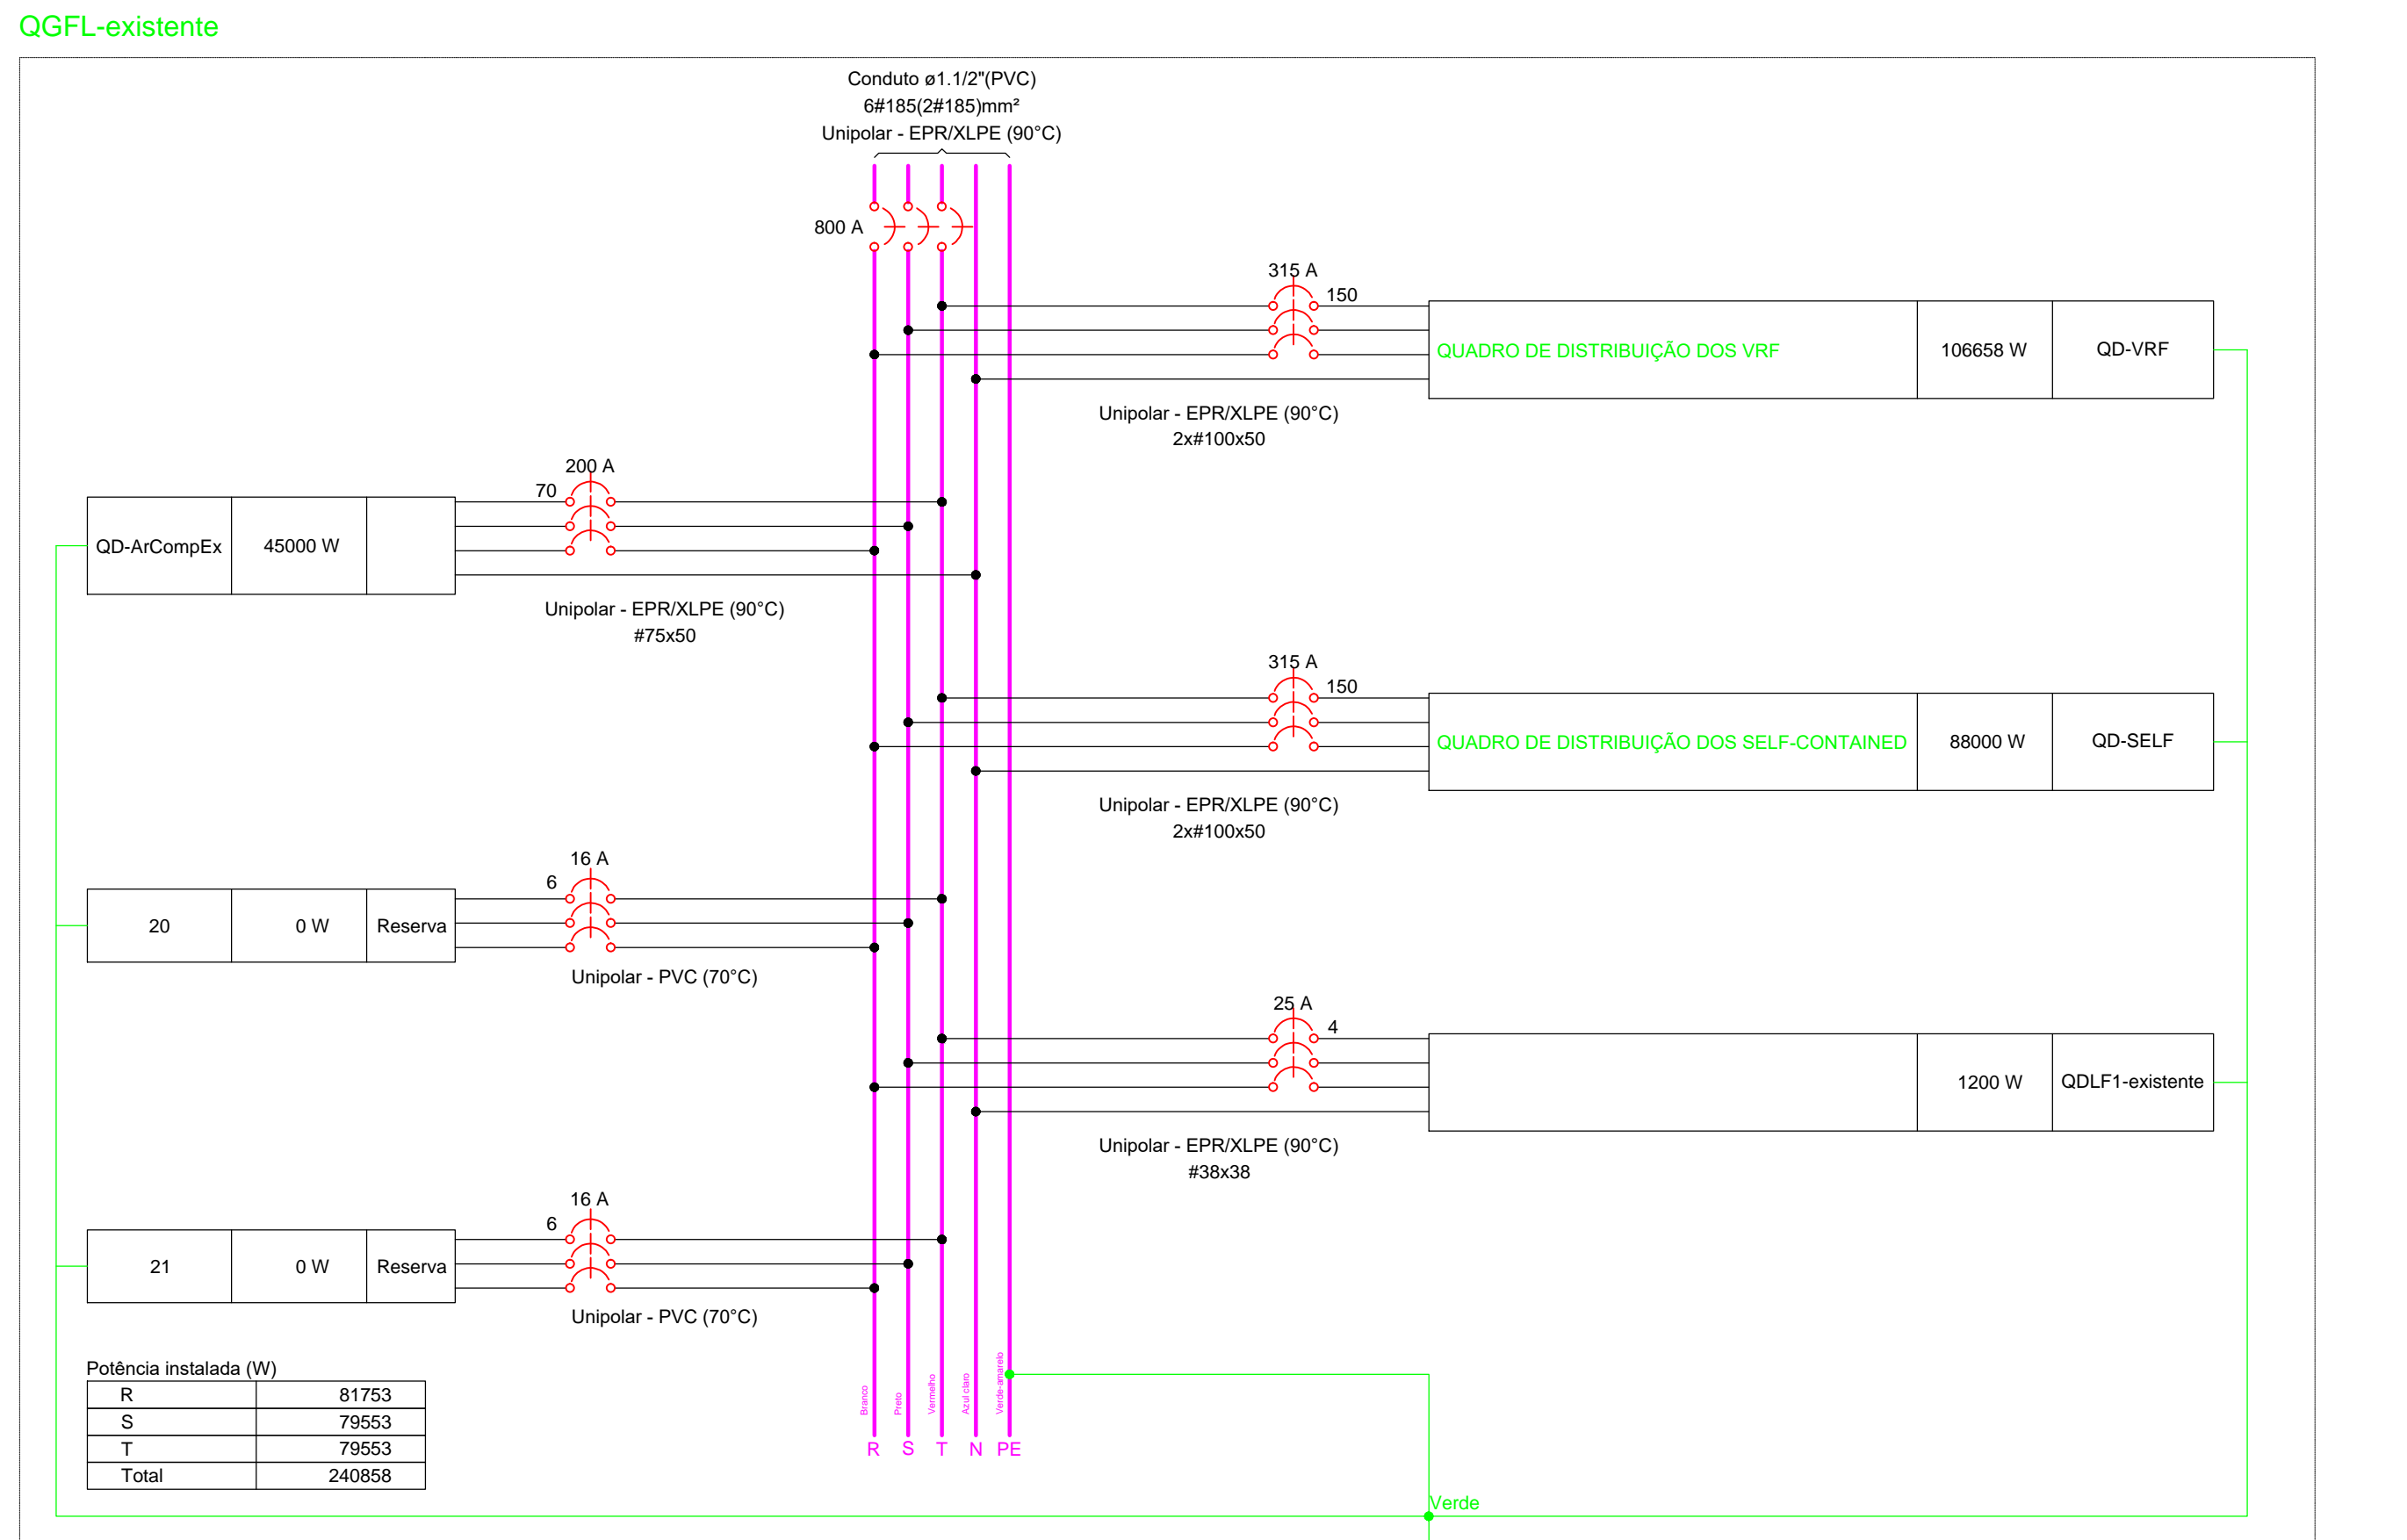 QGFL-existente
Conduto ø1.1/2"(PVC)
6#185(2#185)mm²
Unipolar - EPR/XLPE (90°C)
800 A
315 A
150
QUADRO DE DISTRIBUIÇÃO DOS VRF
106658 W
QD-VRF
Unipolar - EPR/XLPE (90°C)
2x#100x50
200 A
70
QD-ArCompEx
45000 W
Unipolar - EPR/XLPE (90°C)
#75x50
315 A
150
QUADRO DE DISTRIBUIÇÃO DOS SELF-CONTAINED
88000 W
QD-SELF
Unipolar - EPR/XLPE (90°C)
2x#100x50
16 A
6
20
0 W
Reserva
Unipolar - PVC (70°C)
25 A
4
1200 W
QDLF1-existente
Unipolar - EPR/XLPE (90°C)
#38x38
16 A
6
21
0 W
Reserva
Unipolar - PVC (70°C)
Potência instalada (W)
R 81753
S 79553
T 79553
Total 240858
Branco
Preto
Vermelho
Azul claro
Verde-amarelo
R S T N PE
Verde